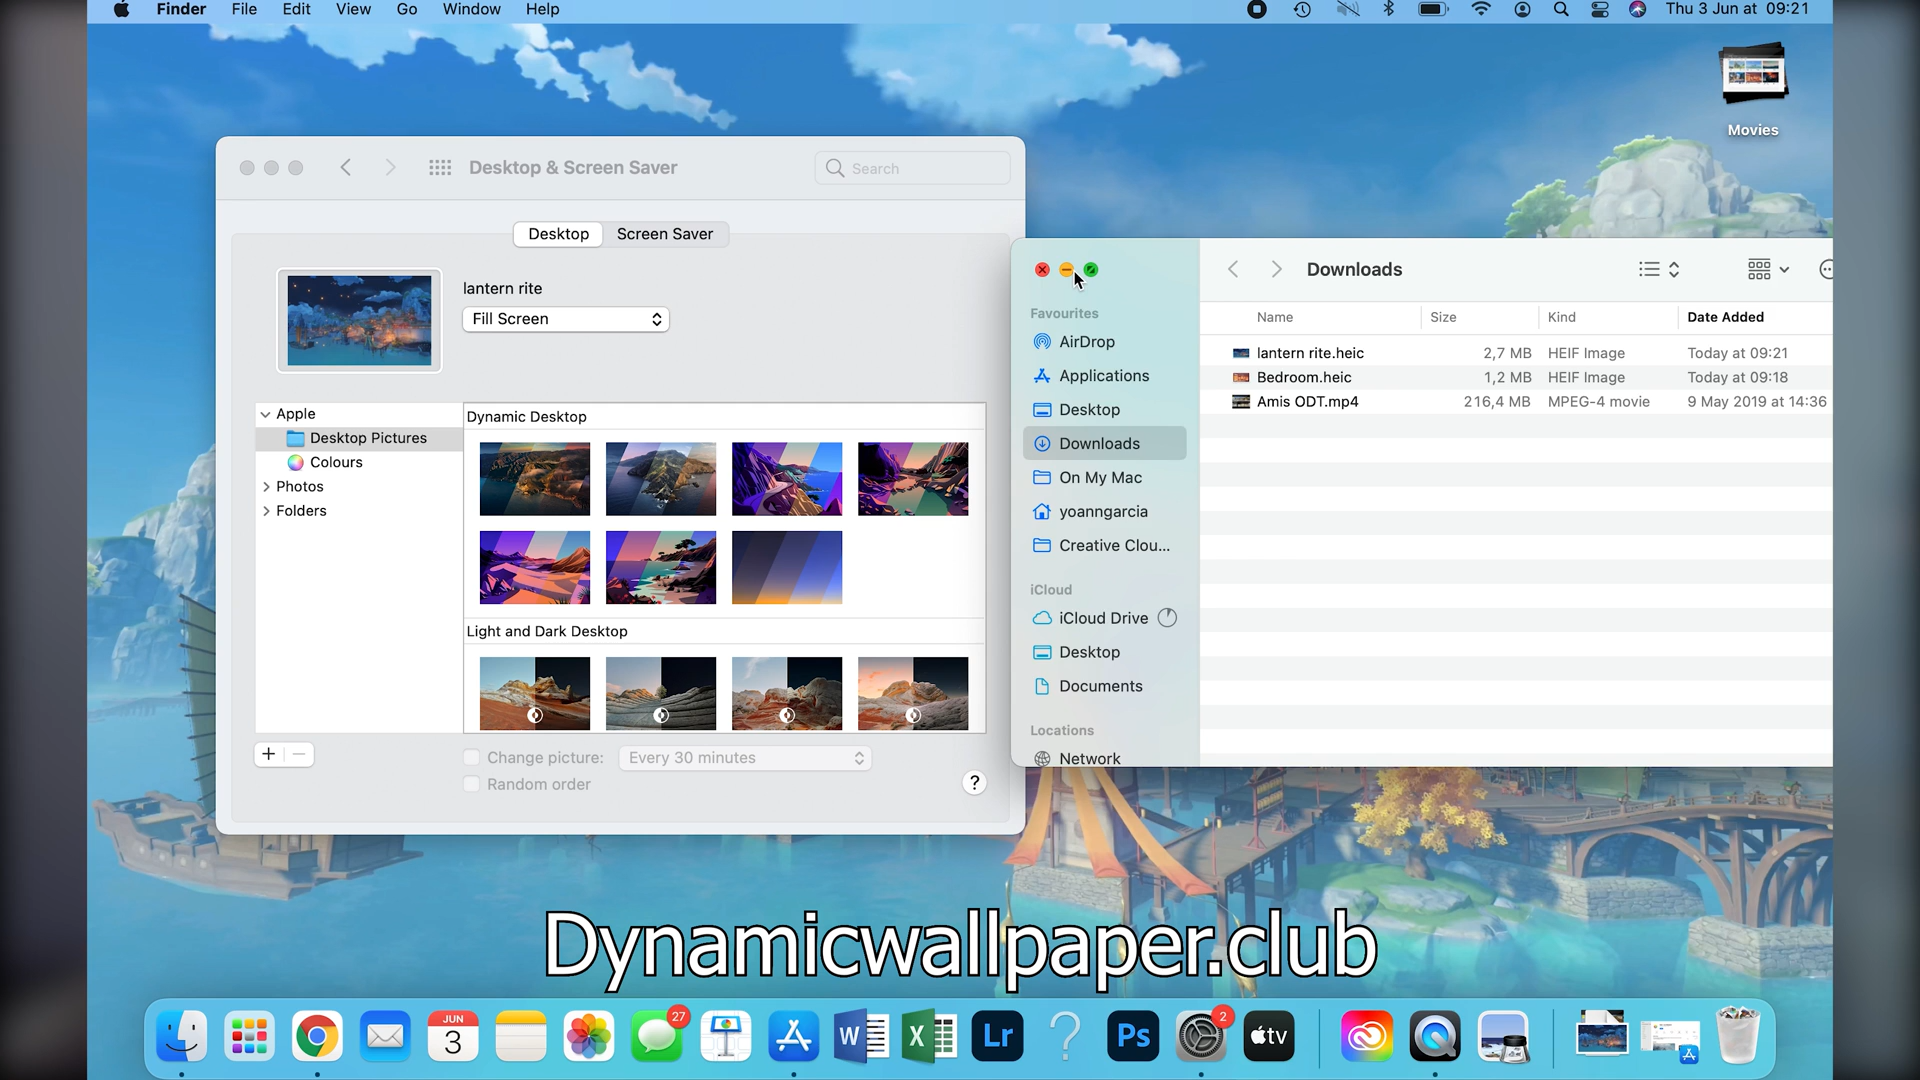 Finder File Edit View Go Window Help
Thu 3 Jun at 09:21
Movies
Desktop & Screen Saver
Search
Desktop Screen Saver
lantern rite
Fill Screen
Apple
Desktop Pictures
Colours
Photos
Folders
Dynamic Desktop
Light and Dark Desktop
Change picture: Every 30 minutes
Random order
?
Favourites
AirDrop
Applications
Desktop
Downloads
On My Mac
yoanngarcia
Creative Clou...
iCloud
iCloud Drive
Desktop
Documents
Locations
Network
Downloads
Name Size Kind Date Added
lantern rite.heic 2,7 MB HEIF Image Today at 09:21
Bedroom.heic 1,2 MB HEIF Image Today at 09:18
Amis ODT.mp4 216,4 MB MPEG-4 movie 9 May 2019 at 14:36
Dynamicwallpaper.club
JUN
3
27
W
X
Lr
?
Ps
2
tv